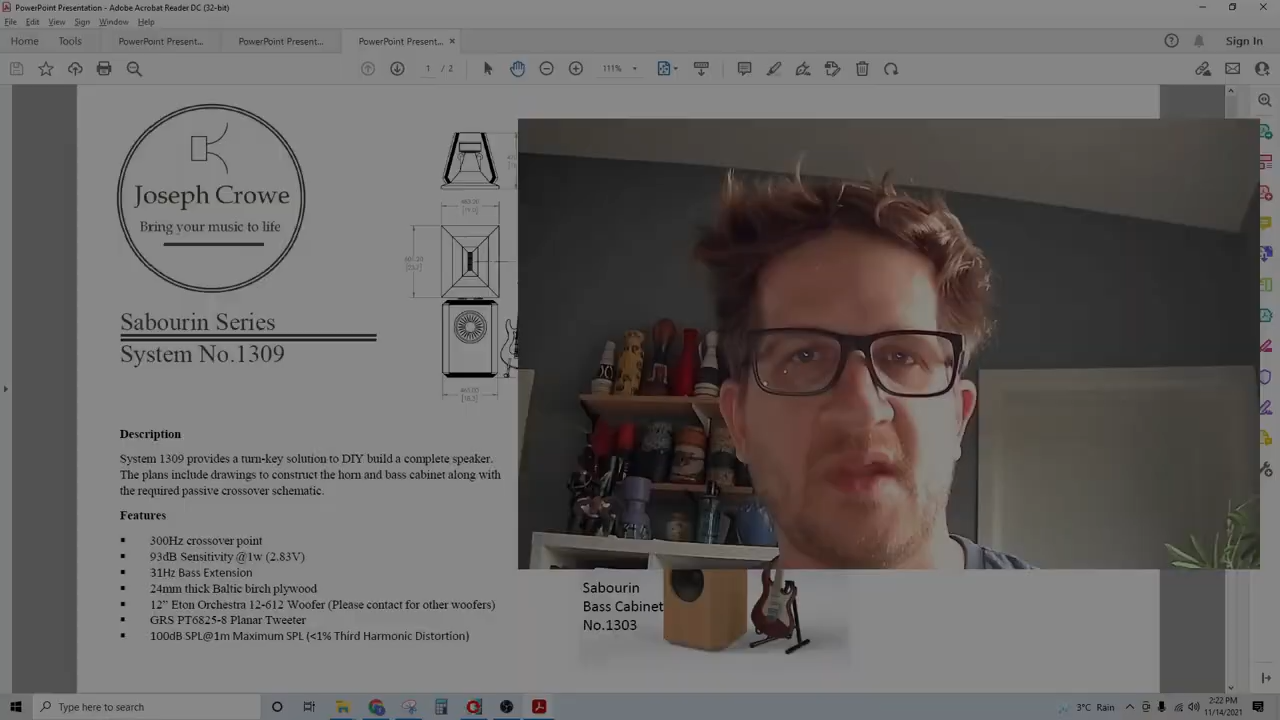 PowerPoint Presentation - Adobe Acrobat Reader DC (32-bit)
File Edit View Sign Window Help
Home Tools PowerPoint Present... PowerPoint Present... PowerPoint Present... Sign In
1 / 2 111%
Joseph Crowe
Bring your music to life
Sabourin Series
System No.1309
Description
System 1309 provides a turn-key solution to DIY build a complete speaker.
The plans include drawings to construct the horn and bass cabinet along with
the required passive crossover schematic.
Features
300Hz crossover point
93dB Sensitivity @1w (2.83V)
31Hz Bass Extension
24mm thick Baltic birch plywood
12” Eton Orchestra 12-612 Woofer (Please contact for other woofers)
GRS PT6825-8 Planar Tweeter
100dB SPL@1m Maximum SPL (<1% Third Harmonic Distortion)
Sabourin
Bass Cabinet
No.1303
Type here to search
3°C Rain
2:22 PM
11/14/2021